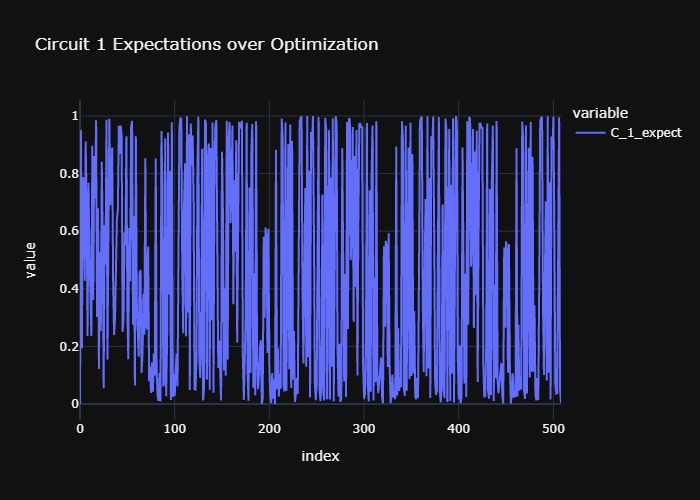 Circuit 1 Expectations over Optimization
variable
C_1_expect
value
1
0.8
0.6
0.4
0.2
0
0
100
200
300
400
500
index